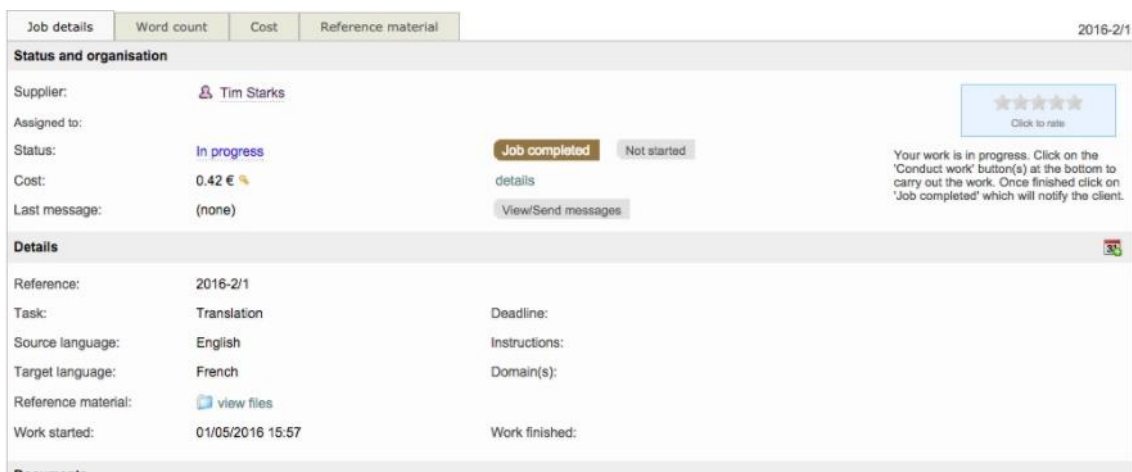 Job details Word count Cost Reference material 2016-2/1
Status and organisation
Supplier: Tim Starks
Click to rate
Assigned to:
Status: In progress Job completed Not started
Your work is in progress. Click on the
'Conduct work' button(s) at the bottom to
carry out the work. Once finished click on
'Job completed' which will notify the client.
Cost: 0.42 € details
Last message: (none) View/Send messages
Details
31
Reference: 2016-2/1
Task: Translation Deadline:
Source language: English Instructions:
Target language: French Domain(s):
Reference material: view files
Work started: 01/05/2016 15:57 Work finished: